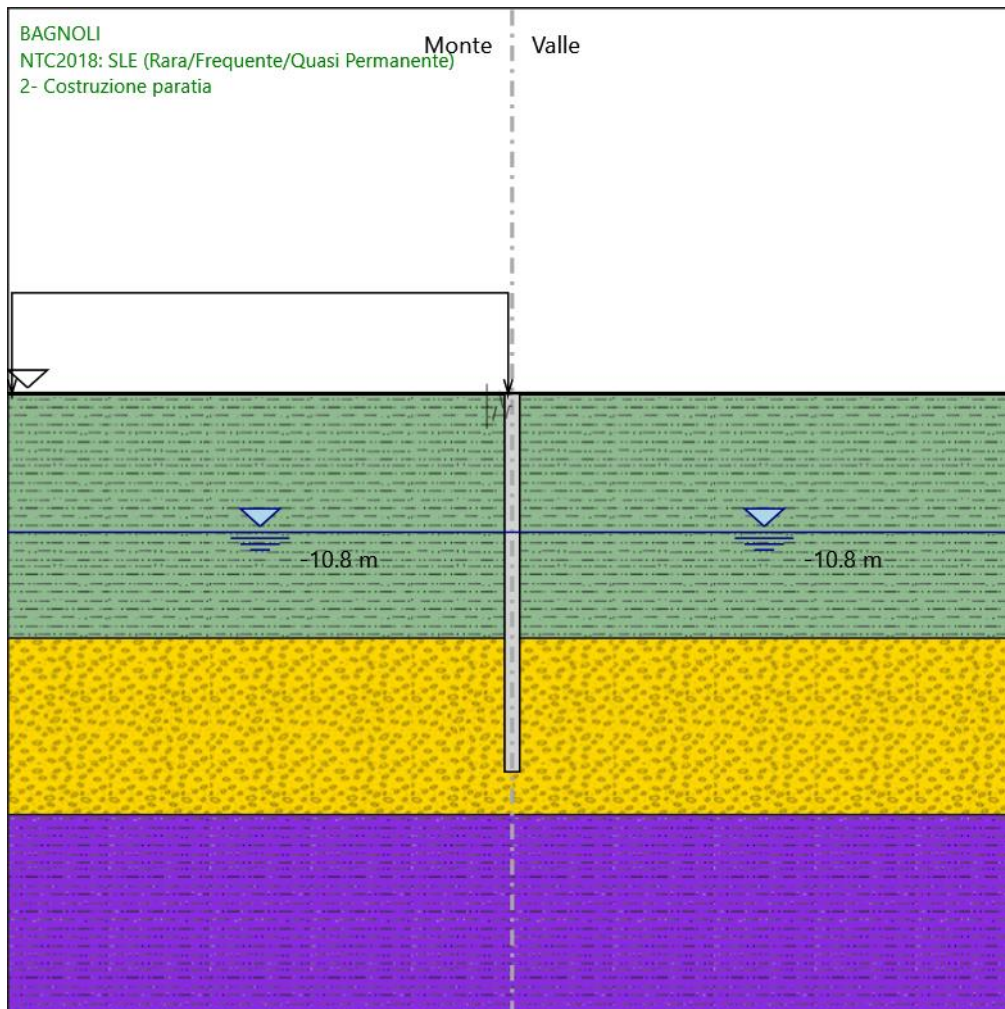 BAGNOLI
NTC2018: SLE (Rara/Frequente/Quasi Permanente)
2- Costruzione paratia
Monte
Valle
-10.8 m
-10.8 m